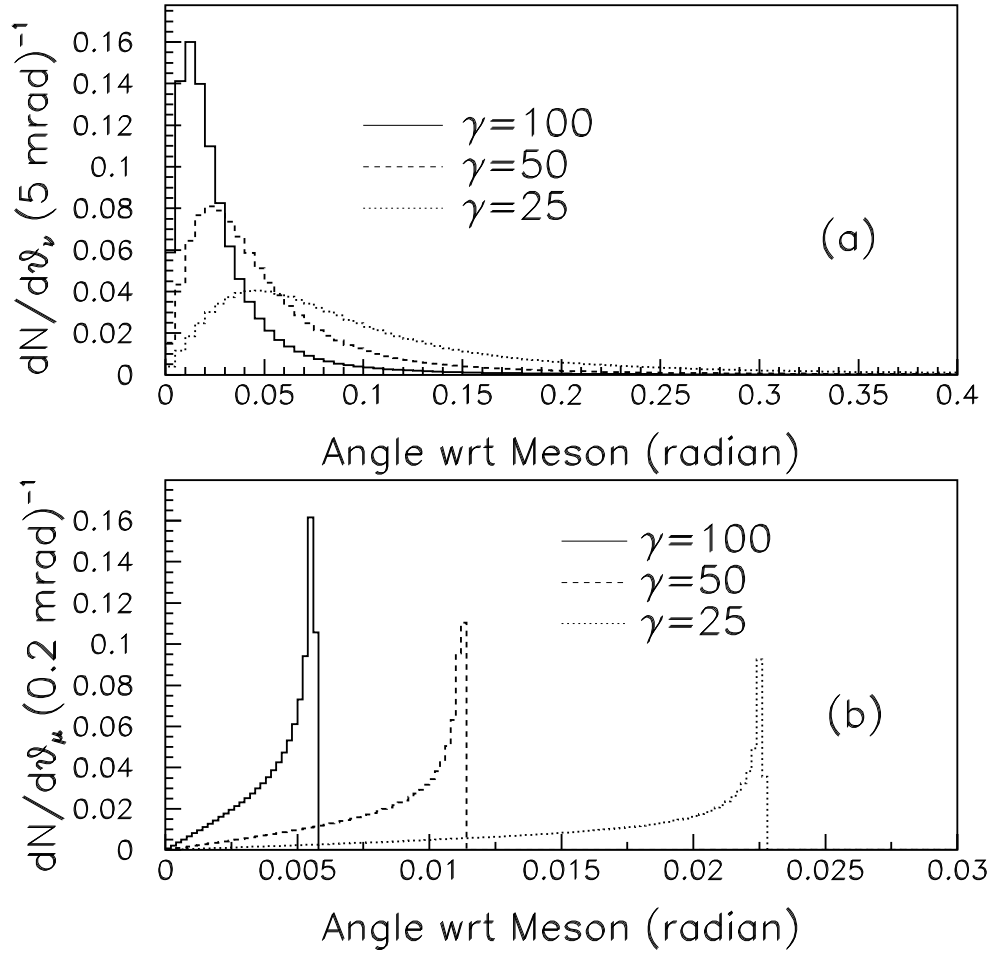 dN/dϑν (5 mrad)⁻¹
0.16
0.14
0.12
0.1
0.08
0.06
0.04
0.02
0
γ=100
γ=50
γ=25
(a)
0 0.05 0.1 0.15 0.2 0.25 0.3 0.35 0.4
Angle wrt Meson (radian)
dN/dϑμ (0.2 mrad)⁻¹
0.16
0.14
0.12
0.1
0.08
0.06
0.04
0.02
0
γ=100
γ=50
γ=25
(b)
0 0.005 0.01 0.015 0.02 0.025 0.03
Angle wrt Meson (radian)